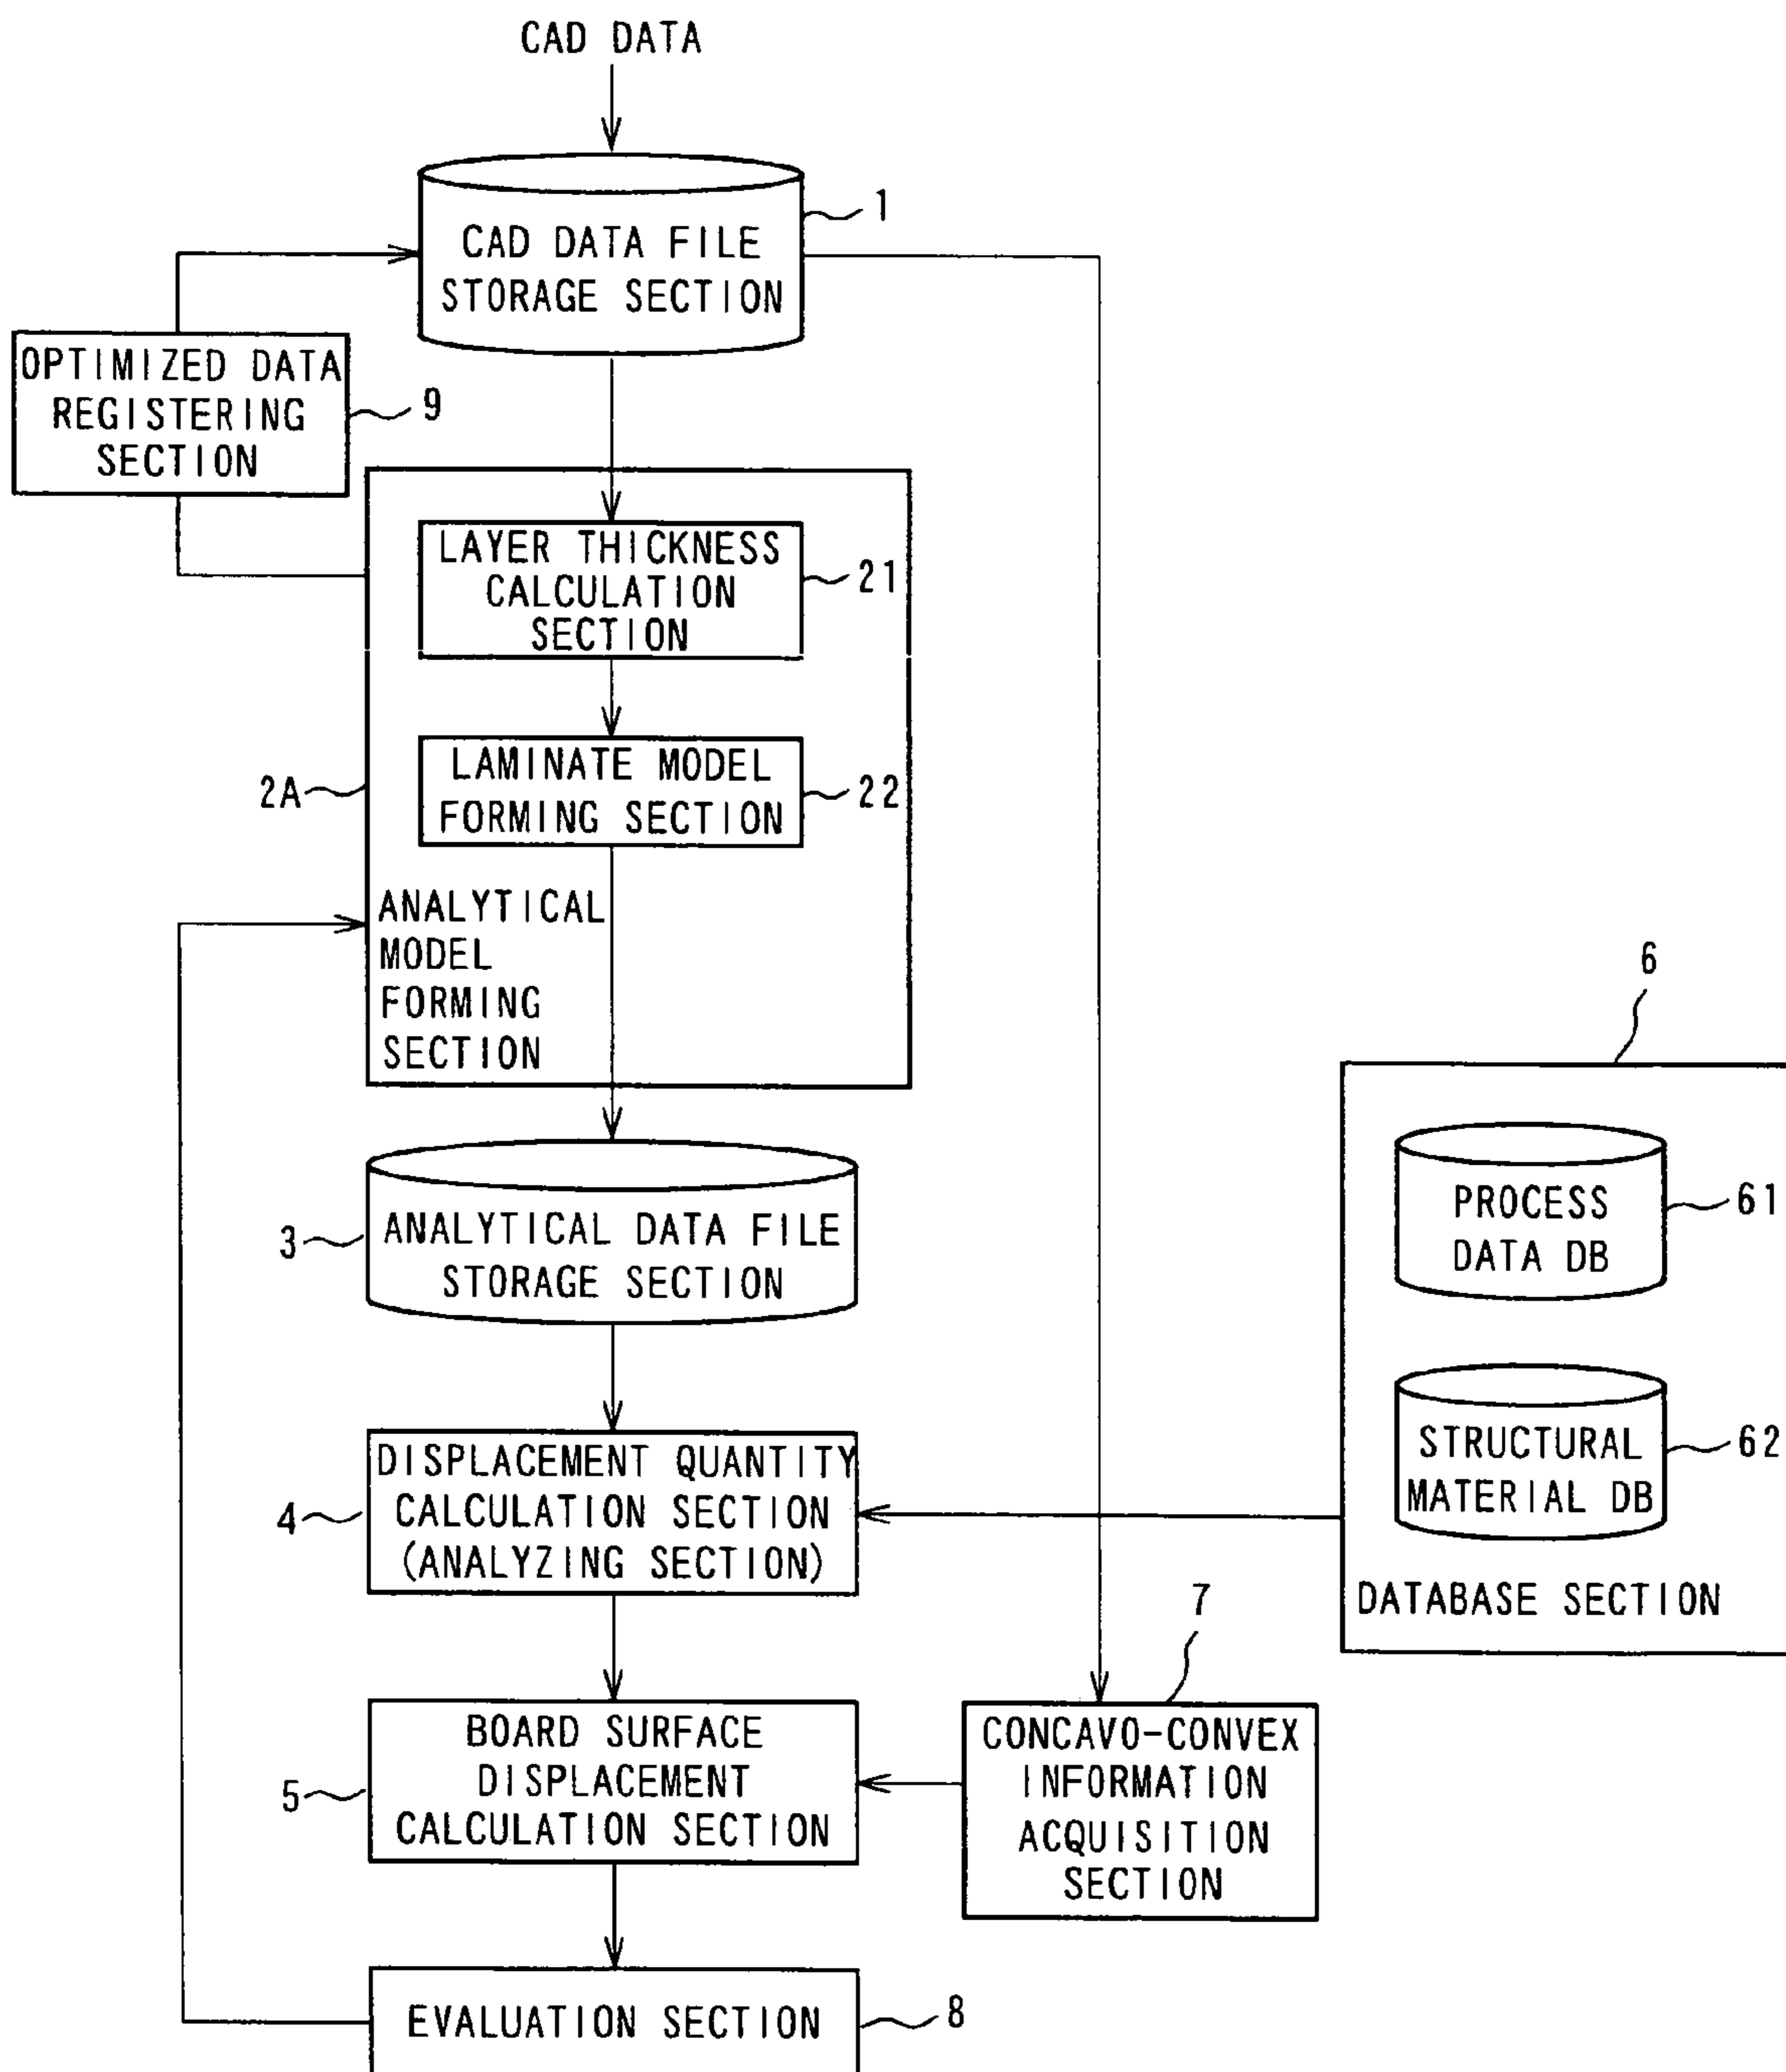 CAD DATA
1
CAD DATA FILE
STORAGE SECTION
OPTIMIZED DATA
REGISTERING
SECTION
9
LAYER THICKNESS
CALCULATION
SECTION
21
LAMINATE MODEL
FORMING SECTION
22
2A
ANALYTICAL
MODEL
FORMING
SECTION
6
PROCESS
DATA DB
61
3
ANALYTICAL DATA FILE
STORAGE SECTION
STRUCTURAL
MATERIAL DB
62
DATABASE SECTION
DISPLACEMENT QUANTITY
CALCULATION SECTION
(ANALYZING SECTION)
4
7
BOARD SURFACE
DISPLACEMENT
CALCULATION SECTION
5
CONCAVO-CONVEX
INFORMATION
ACQUISITION
SECTION
EVALUATION SECTION
8